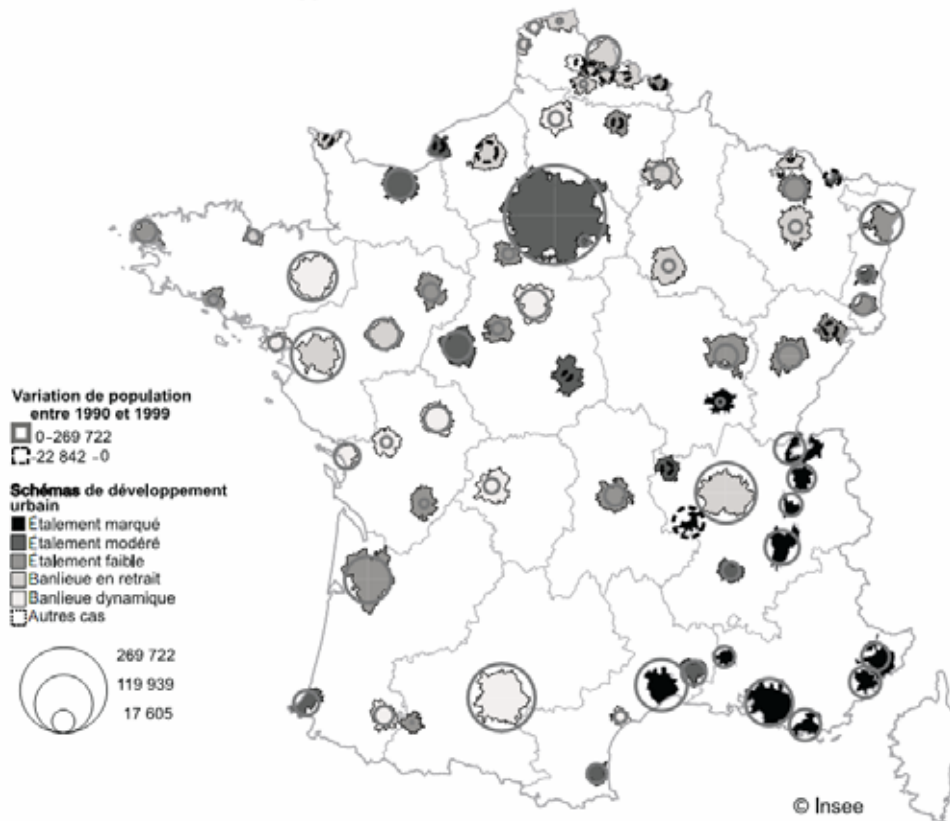 Variation de population
entre 1990 et 1999
0-269 722
-22 842 -0
Schémas de développement
urbain
Étalement marqué
Étalement modéré
Étalement faible
Banlieue en retrait
Banlieue dynamique
Autres cas
269 722
119 939
17 605
© Insee